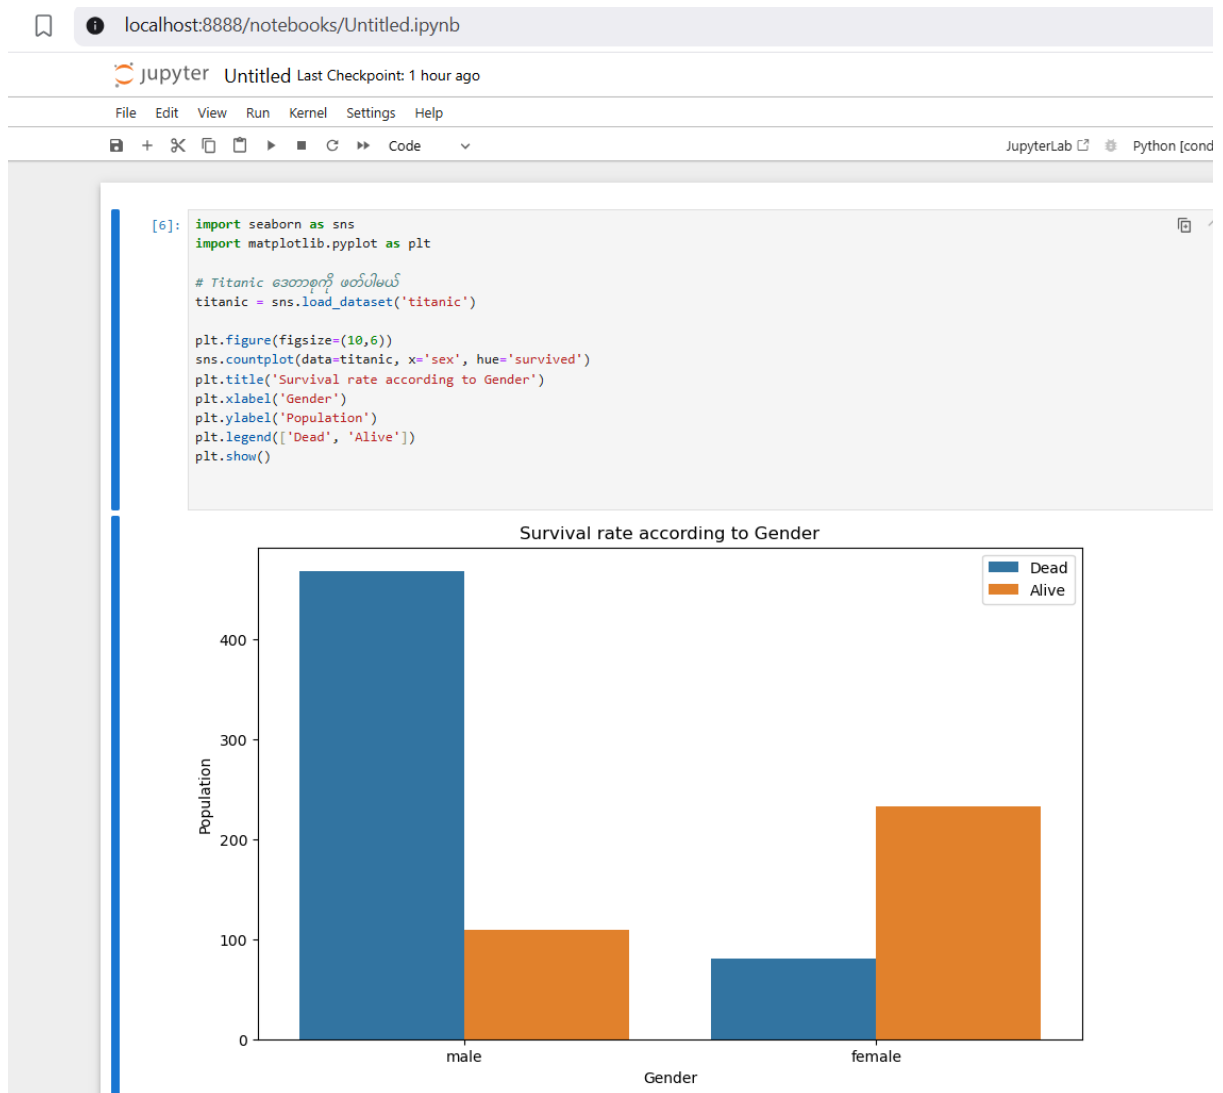 localhost:8888/notebooks/Untitled.ipynb
jupyter Untitled Last Checkpoint: 1 hour ago
File Edit View Run Kernel Settings Help
Code JupyterLab Python [cond
[6]: import seaborn as sns
import matplotlib.pyplot as plt
# Titanic ဒေတာစုကို ဖတ်ပါမယ်
titanic = sns.load_dataset('titanic')
plt.figure(figsize=(10,6))
sns.countplot(data=titanic, x='sex', hue='survived')
plt.title('Survival rate according to Gender')
plt.xlabel('Gender')
plt.ylabel('Population')
plt.legend(['Dead', 'Alive'])
plt.show()
Survival rate according to Gender
Dead
Alive
400
300
200
100
0
Population
male female
Gender